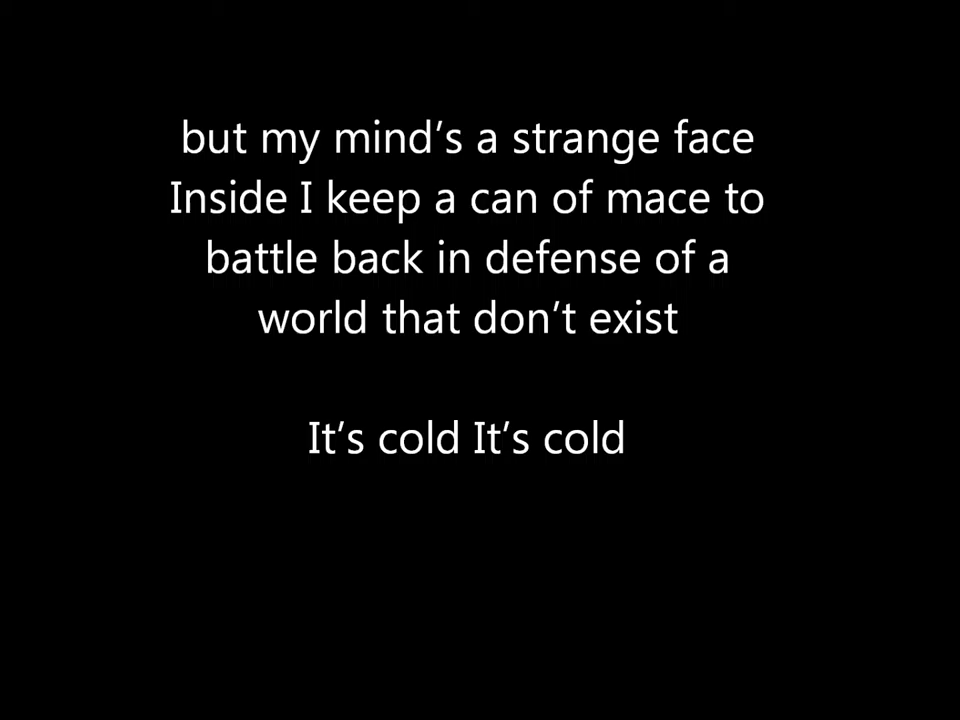 but my mind's a strange face
Inside I keep a can of mace to
battle back in defense of a
world that don't exist
It's cold It's cold